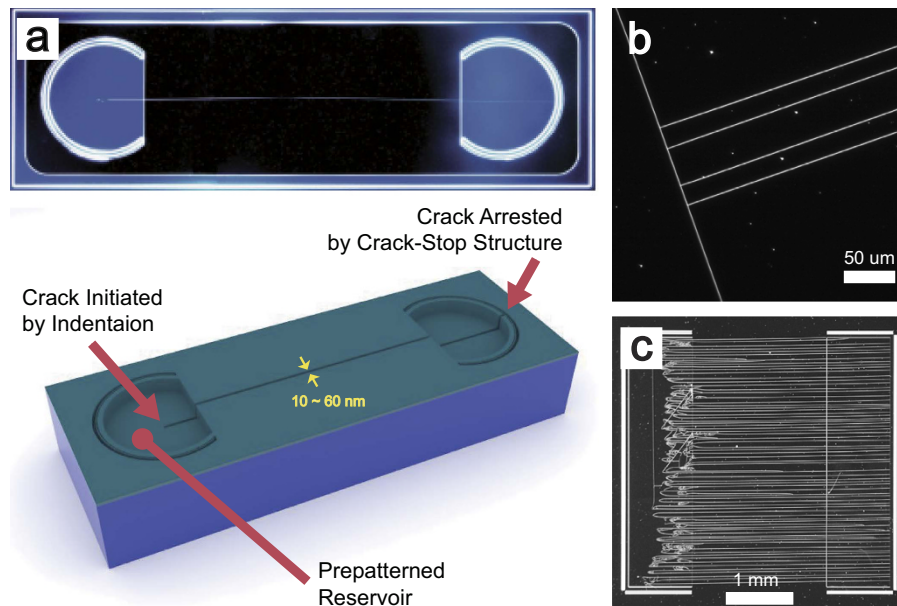 a
Crack Arrested
by Crack-Stop Structure
Crack Initiated
by Indentaion
10 ~ 60 nm
Prepatterned
Reservoir
b
50 um
c
1 mm